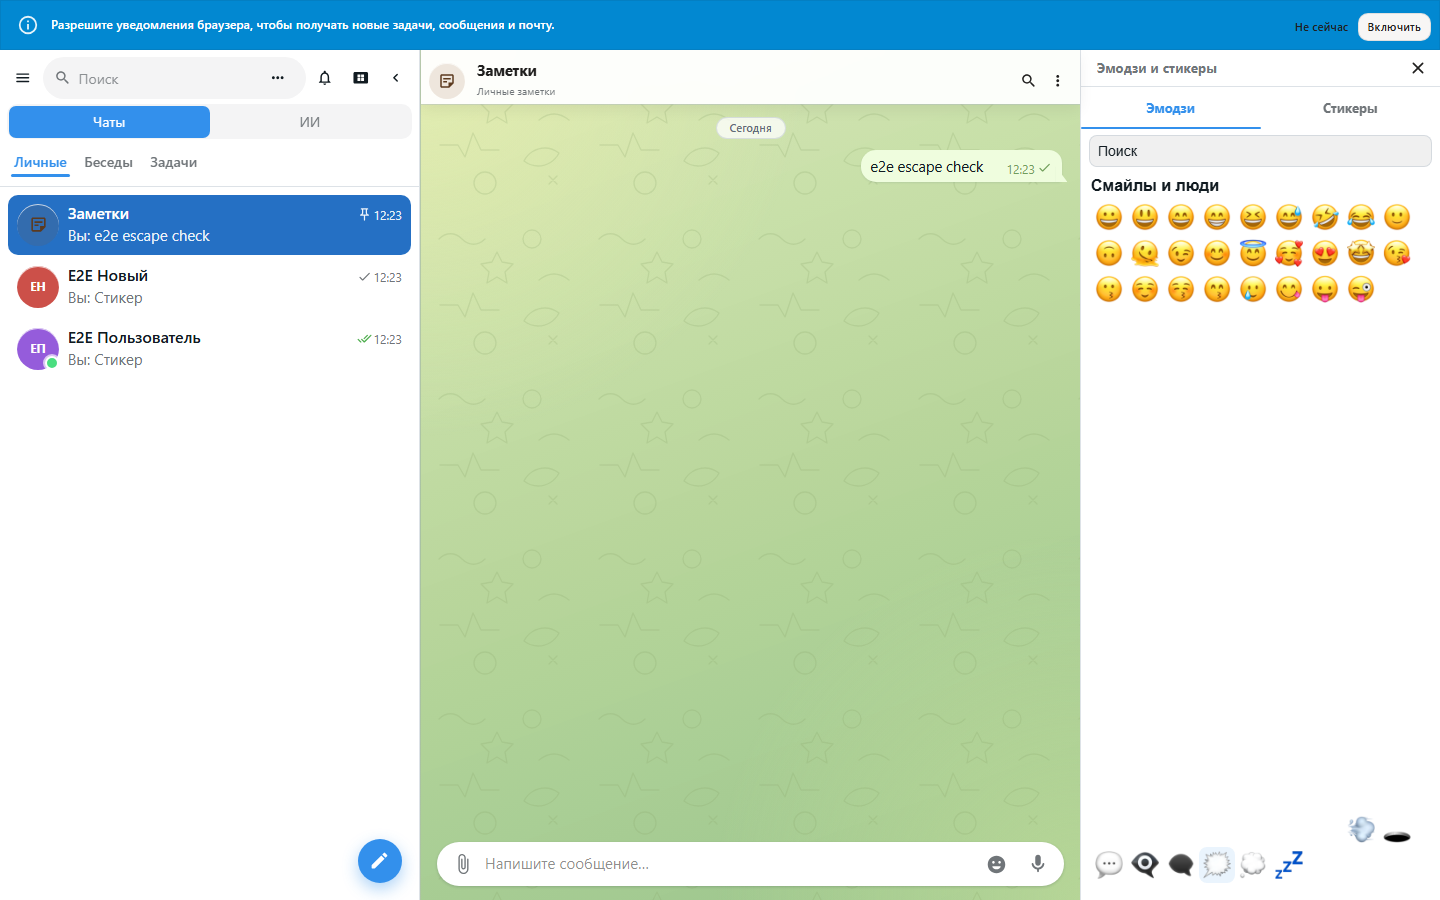 Разрешите уведомления браузера, чтобы получать новые задачи, сообщения и почту.
Не сейчас
Включить
Поиск
Чаты
ИИ
Личные
Беседы
Задачи
Заметки
12:23
Вы: e2e escape check
ЕН
E2E Новый
12:23
Вы: Стикер
ЕП
E2E Пользователь
12:23
Вы: Стикер
Заметки
Личные заметки
Сегодня
e2e escape check
12:23
Напишите сообщение...
Эмодзи и стикеры
Эмодзи
Стикеры
Поиск
Смайлы и люди